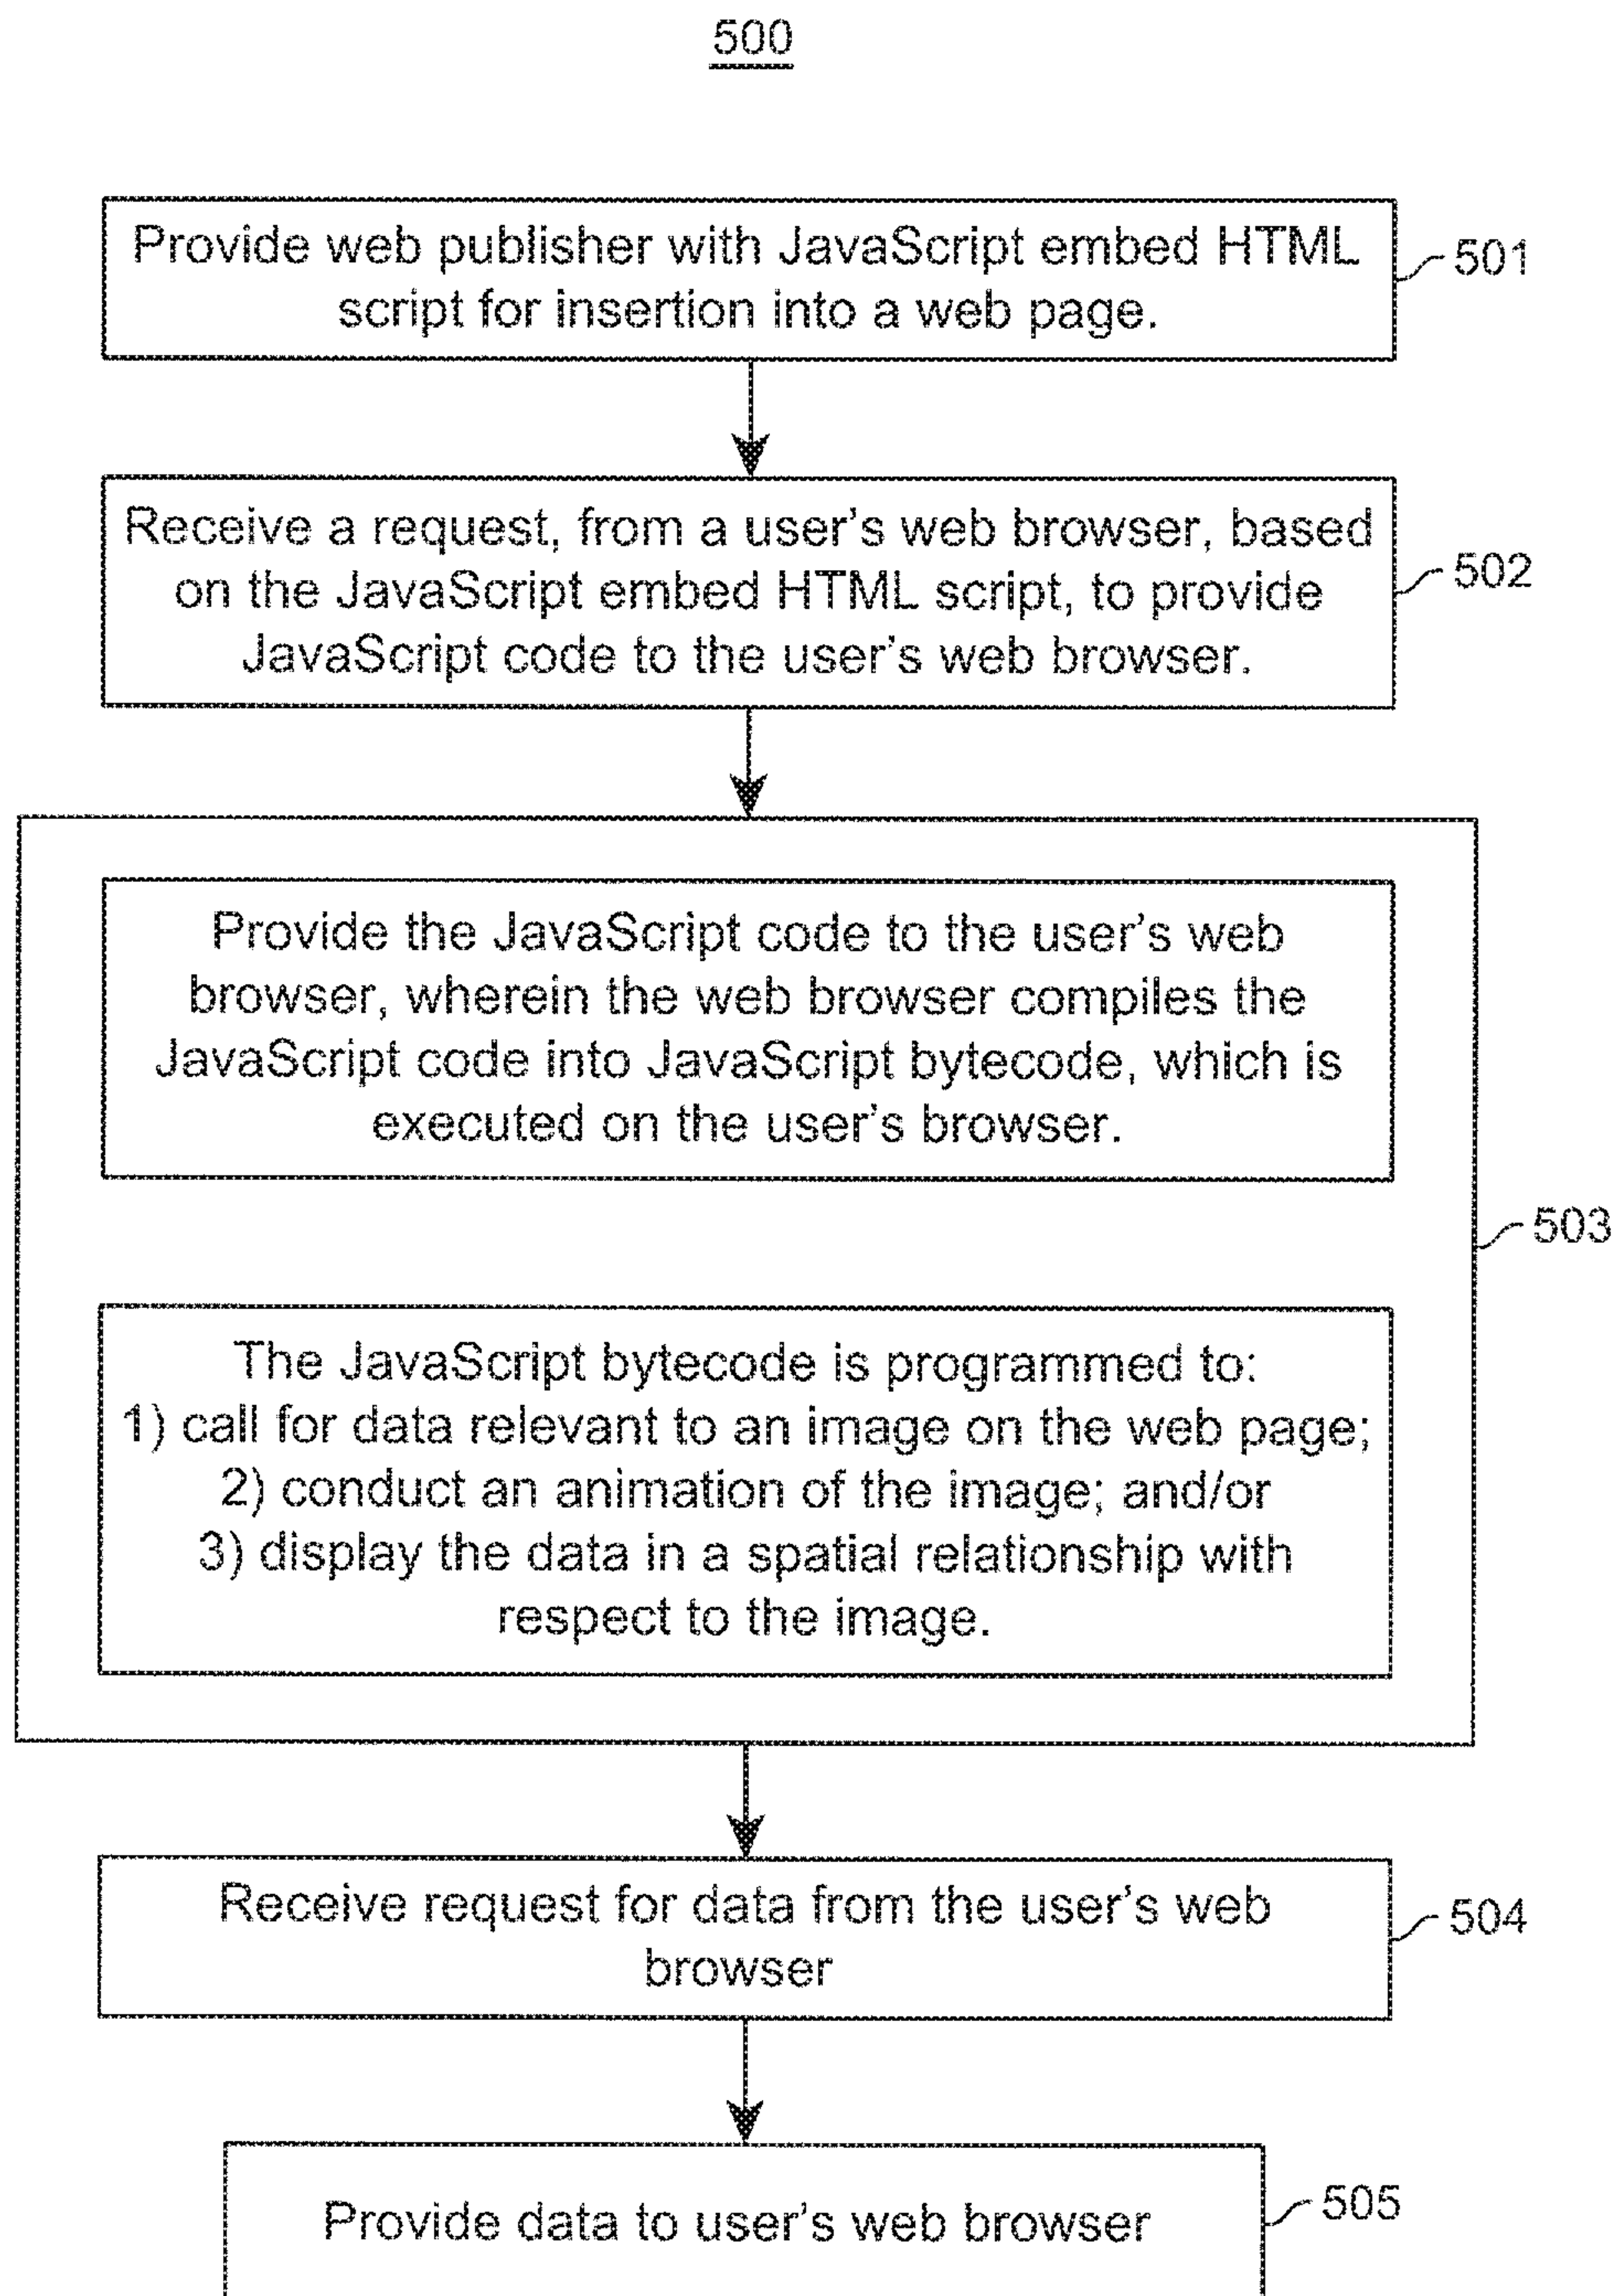 500
Provide web publisher with JavaScript embed HTML
script for insertion into a web page.
501
Receive a request, from a user's web browser, based
on the JavaScript embed HTML script, to provide
JavaScript code to the user's web browser.
502
Provide the JavaScript code to the user's web
browser, wherein the web browser compiles the
JavaScript code into JavaScript bytecode, which is
executed on the user's browser.
503
The JavaScript bytecode is programmed to:
1) call for data relevant to an image on the web page;
2) conduct an animation of the image; and/or
3) display the data in a spatial relationship with
respect to the image.
Receive request for data from the user's web
browser
504
Provide data to user's web browser
505